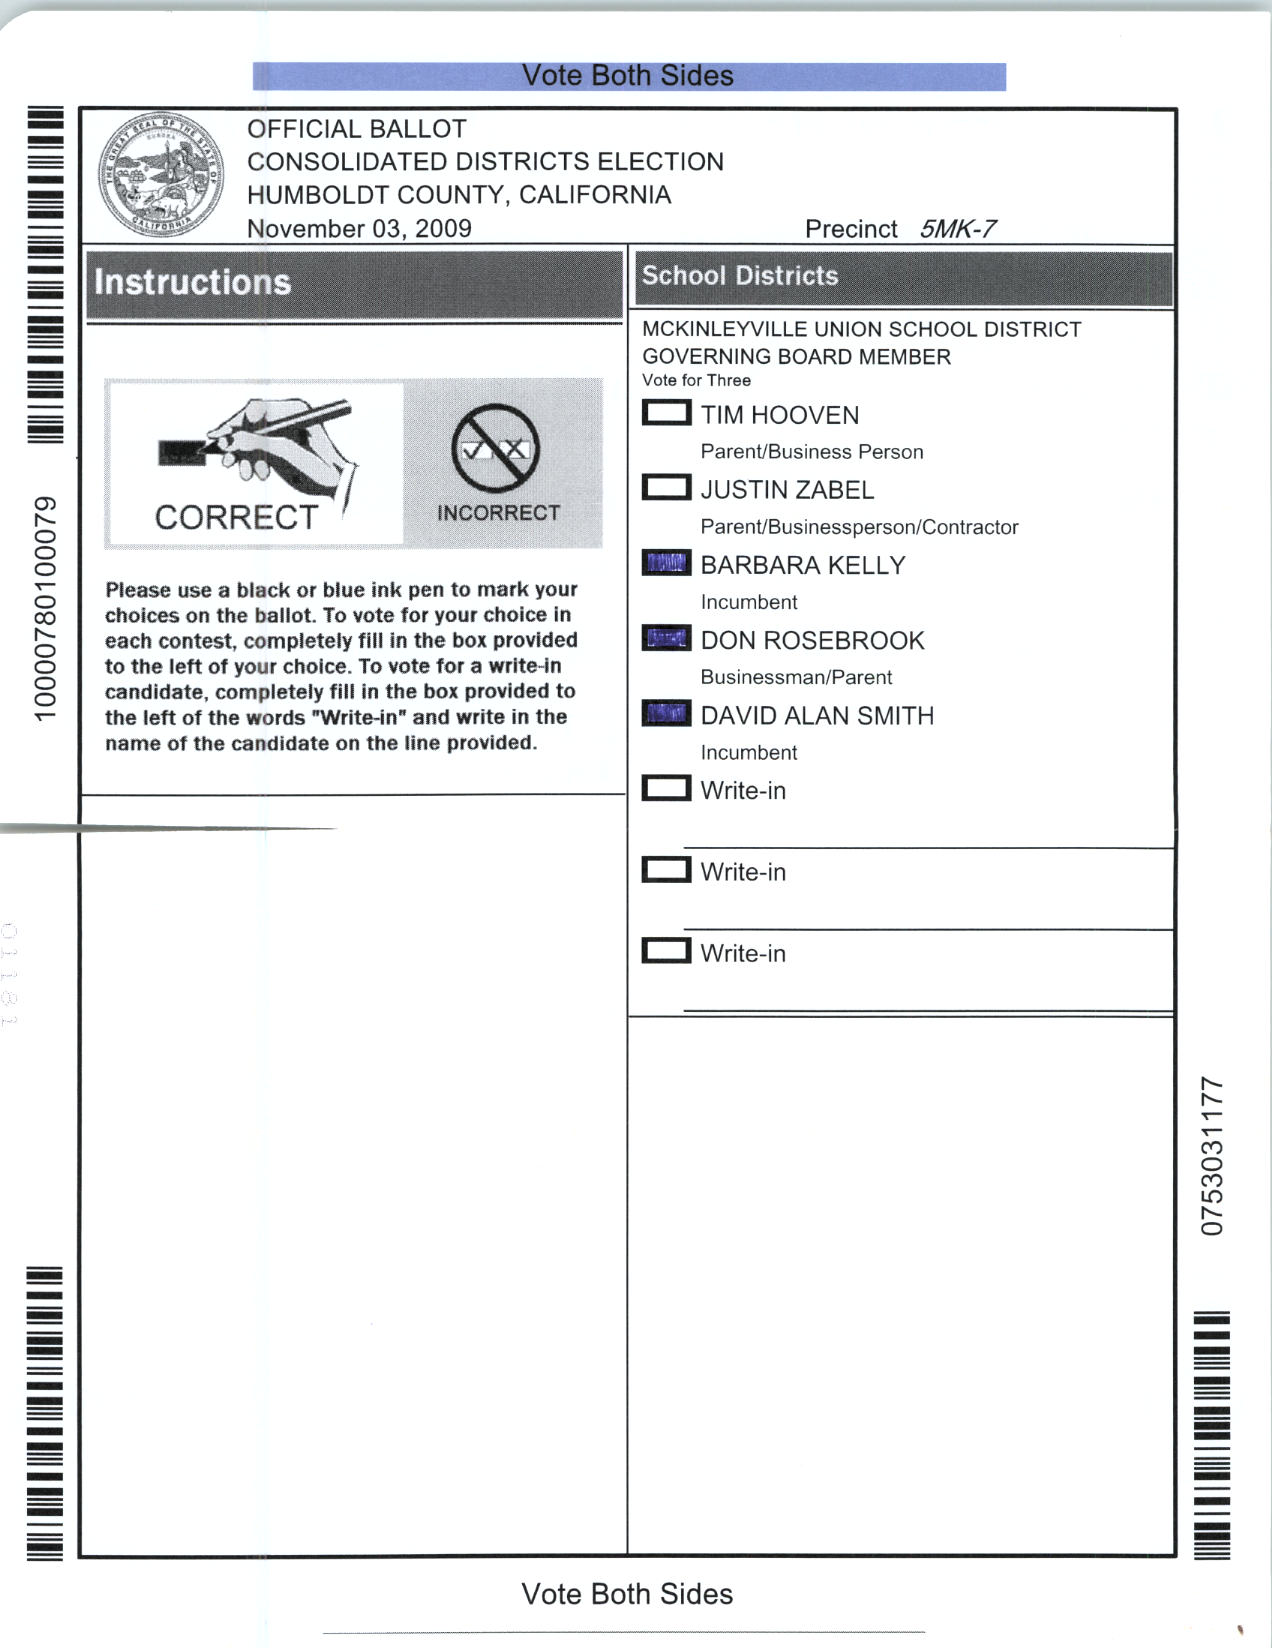 Vote Both Sides
THE GREAT SEAL OF THE STATE OF CALIFORNIA
EUREKA
OFFICIAL BALLOT
CONSOLIDATED DISTRICTS ELECTION
HUMBOLDT COUNTY, CALIFORNIA
November 03, 2009
Precinct 5MK-7
Instructions
CORRECT
INCORRECT
Please use a black or blue ink pen to mark your
choices on the ballot. To vote for your choice in
each contest, completely fill in the box provided
to the left of your choice. To vote for a write-in
candidate, completely fill in the box provided to
the left of the words "Write-in" and write in the
name of the candidate on the line provided.
School Districts
MCKINLEYVILLE UNION SCHOOL DISTRICT
GOVERNING BOARD MEMBER
Vote for Three
TIM HOOVEN
Parent/Business Person
JUSTIN ZABEL
Parent/Businessperson/Contractor
BARBARA KELLY
Incumbent
DON ROSEBROOK
Businessman/Parent
DAVID ALAN SMITH
Incumbent
Write-in
Write-in
Write-in
10000780100079
0753031177
Vote Both Sides